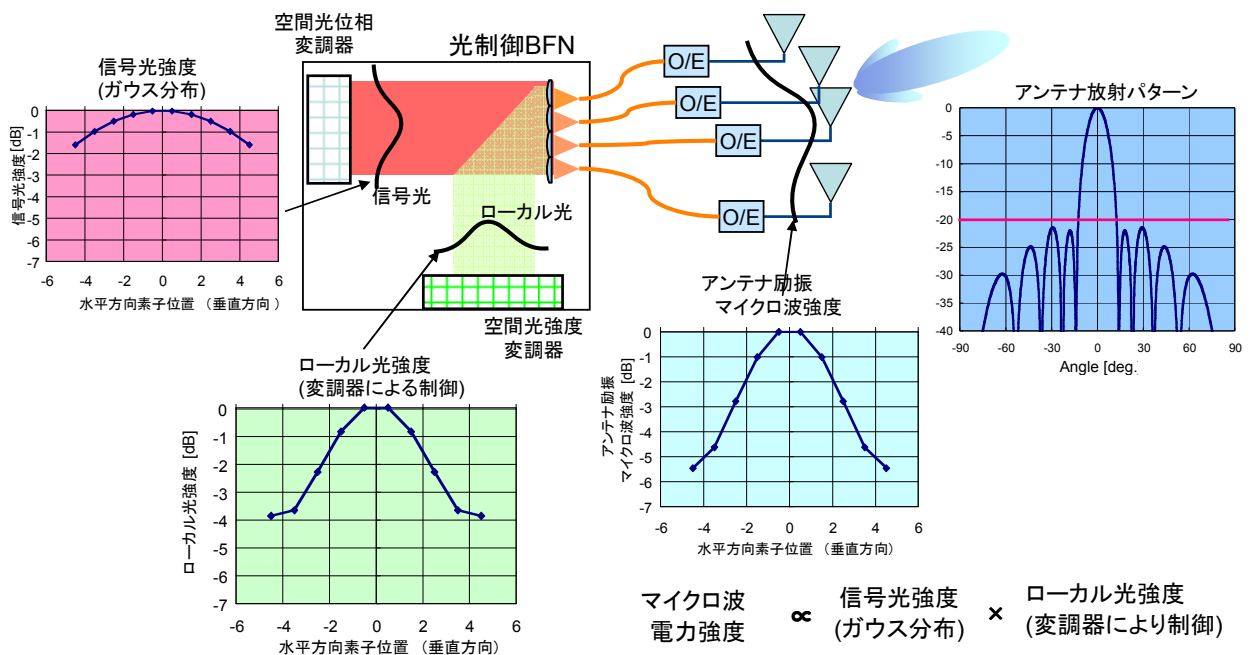 空間光位相
変調器
光制御BFN
信号光強度
(ガウス分布)
信号光強度[dB]
0
-1
-2
-3
-4
-5
-6
-7
-6 -4 -2 0 2 4 6
水平方向素子位置 (垂直方向)
信号光
ローカル光
空間光強度
変調器
O/E
O/E
O/E
O/E
アンテナ放射パターン
0
-5
-10
-15
-20
-25
-30
-35
-40
-90 -60 -30 0 30 60 90
Angle [deg.]
アンテナ励振
マイクロ波強度
アンテナ励振
マイクロ波強度 [dB]
0
-1
-2
-3
-4
-5
-6
-7
-6 -4 -2 0 2 4 6
水平方向素子位置 (垂直方向)
ローカル光強度
(変調器による制御)
ローカル光強度 [dB]
0
-1
-2
-3
-4
-5
-6
-7
-6 -4 -2 0 2 4 6
水平方向素子位置 (垂直方向)
マイクロ波
電力強度
∝
信号光強度
(ガウス分布)
×
ローカル光強度
(変調器により制御)